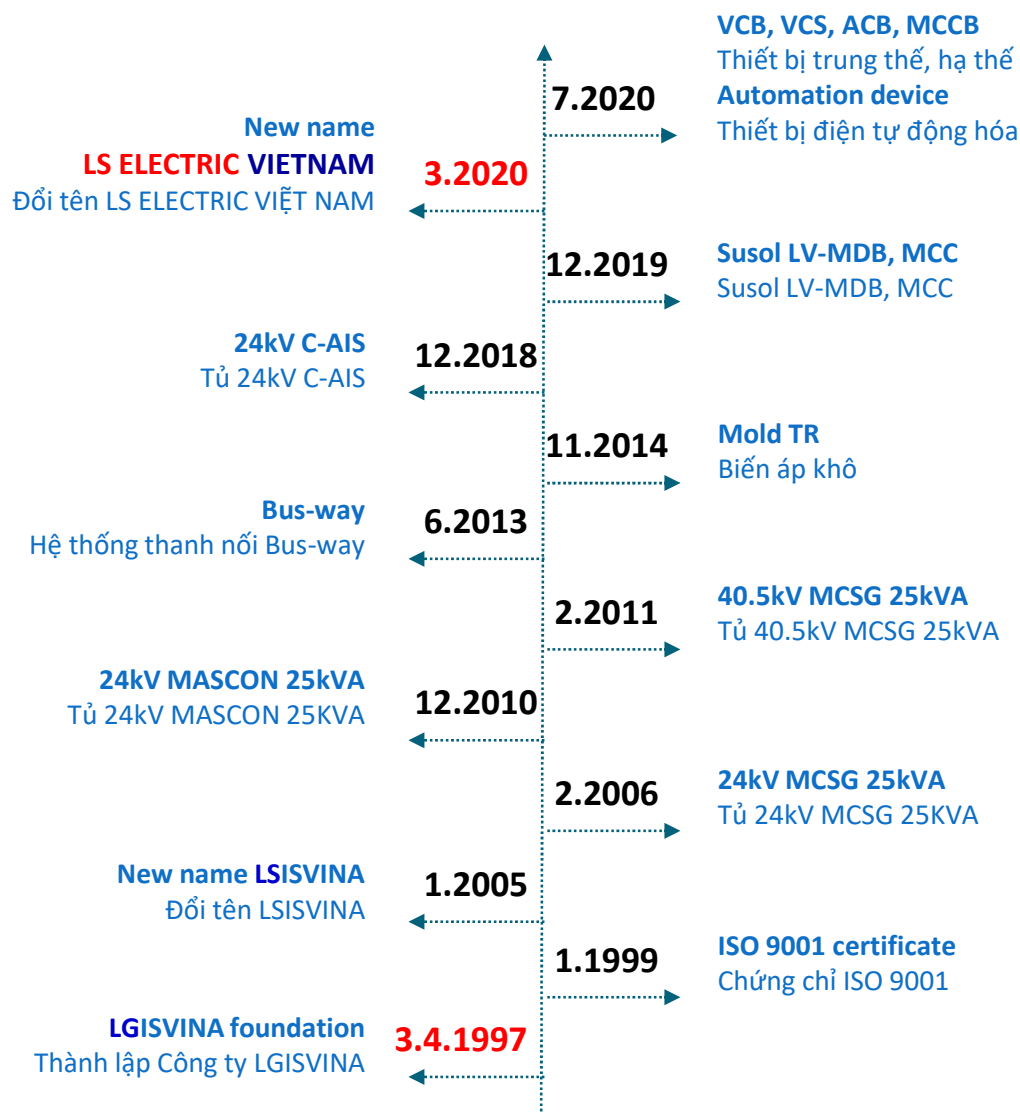 VCB, VCS, ACB, MCCB
Thiết bị trung thế, hạ thế
7.2020
Automation device
Thiết bị điện tự động hóa
New name
LS ELECTRIC VIETNAM
3.2020
Đổi tên LS ELECTRIC VIỆT NAM
12.2019
Susol LV-MDB, MCC
Susol LV-MDB, MCC
24kV C-AIS
12.2018
Tủ 24kV C-AIS
11.2014
Mold TR
Biến áp khô
Bus-way
6.2013
Hệ thống thanh nối Bus-way
2.2011
40.5kV MCSG 25kVA
Tủ 40.5kV MCSG 25kVA
24kV MASCON 25kVA
12.2010
Tủ 24kV MASCON 25KVA
2.2006
24kV MCSG 25kVA
Tủ 24kV MCSG 25KVA
New name LSISVINA
1.2005
Đổi tên LSISVINA
1.1999
ISO 9001 certificate
Chứng chỉ ISO 9001
LGISVINA foundation
3.4.1997
Thành lập Công ty LGISVINA